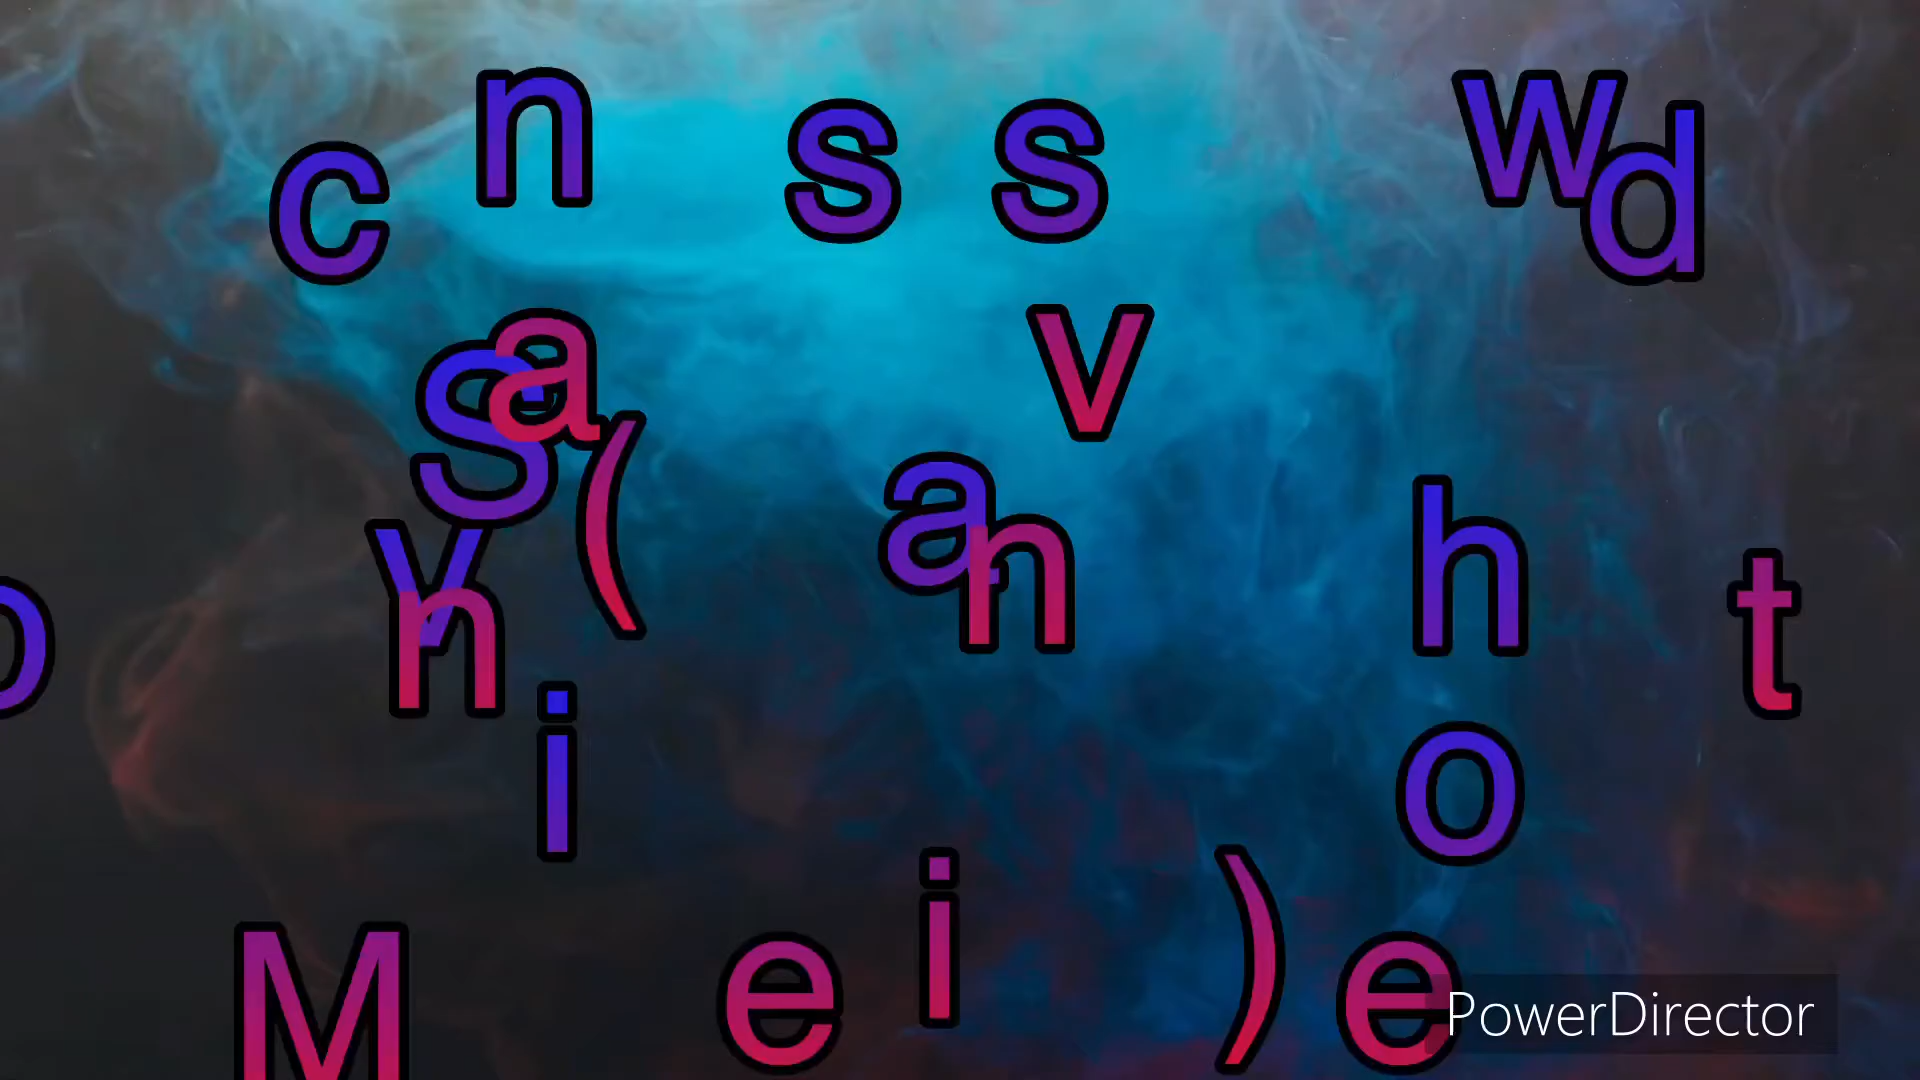 c n s s w d
a v
S ( a h
v n n t
o i o
M e i ) e
PowerDirector